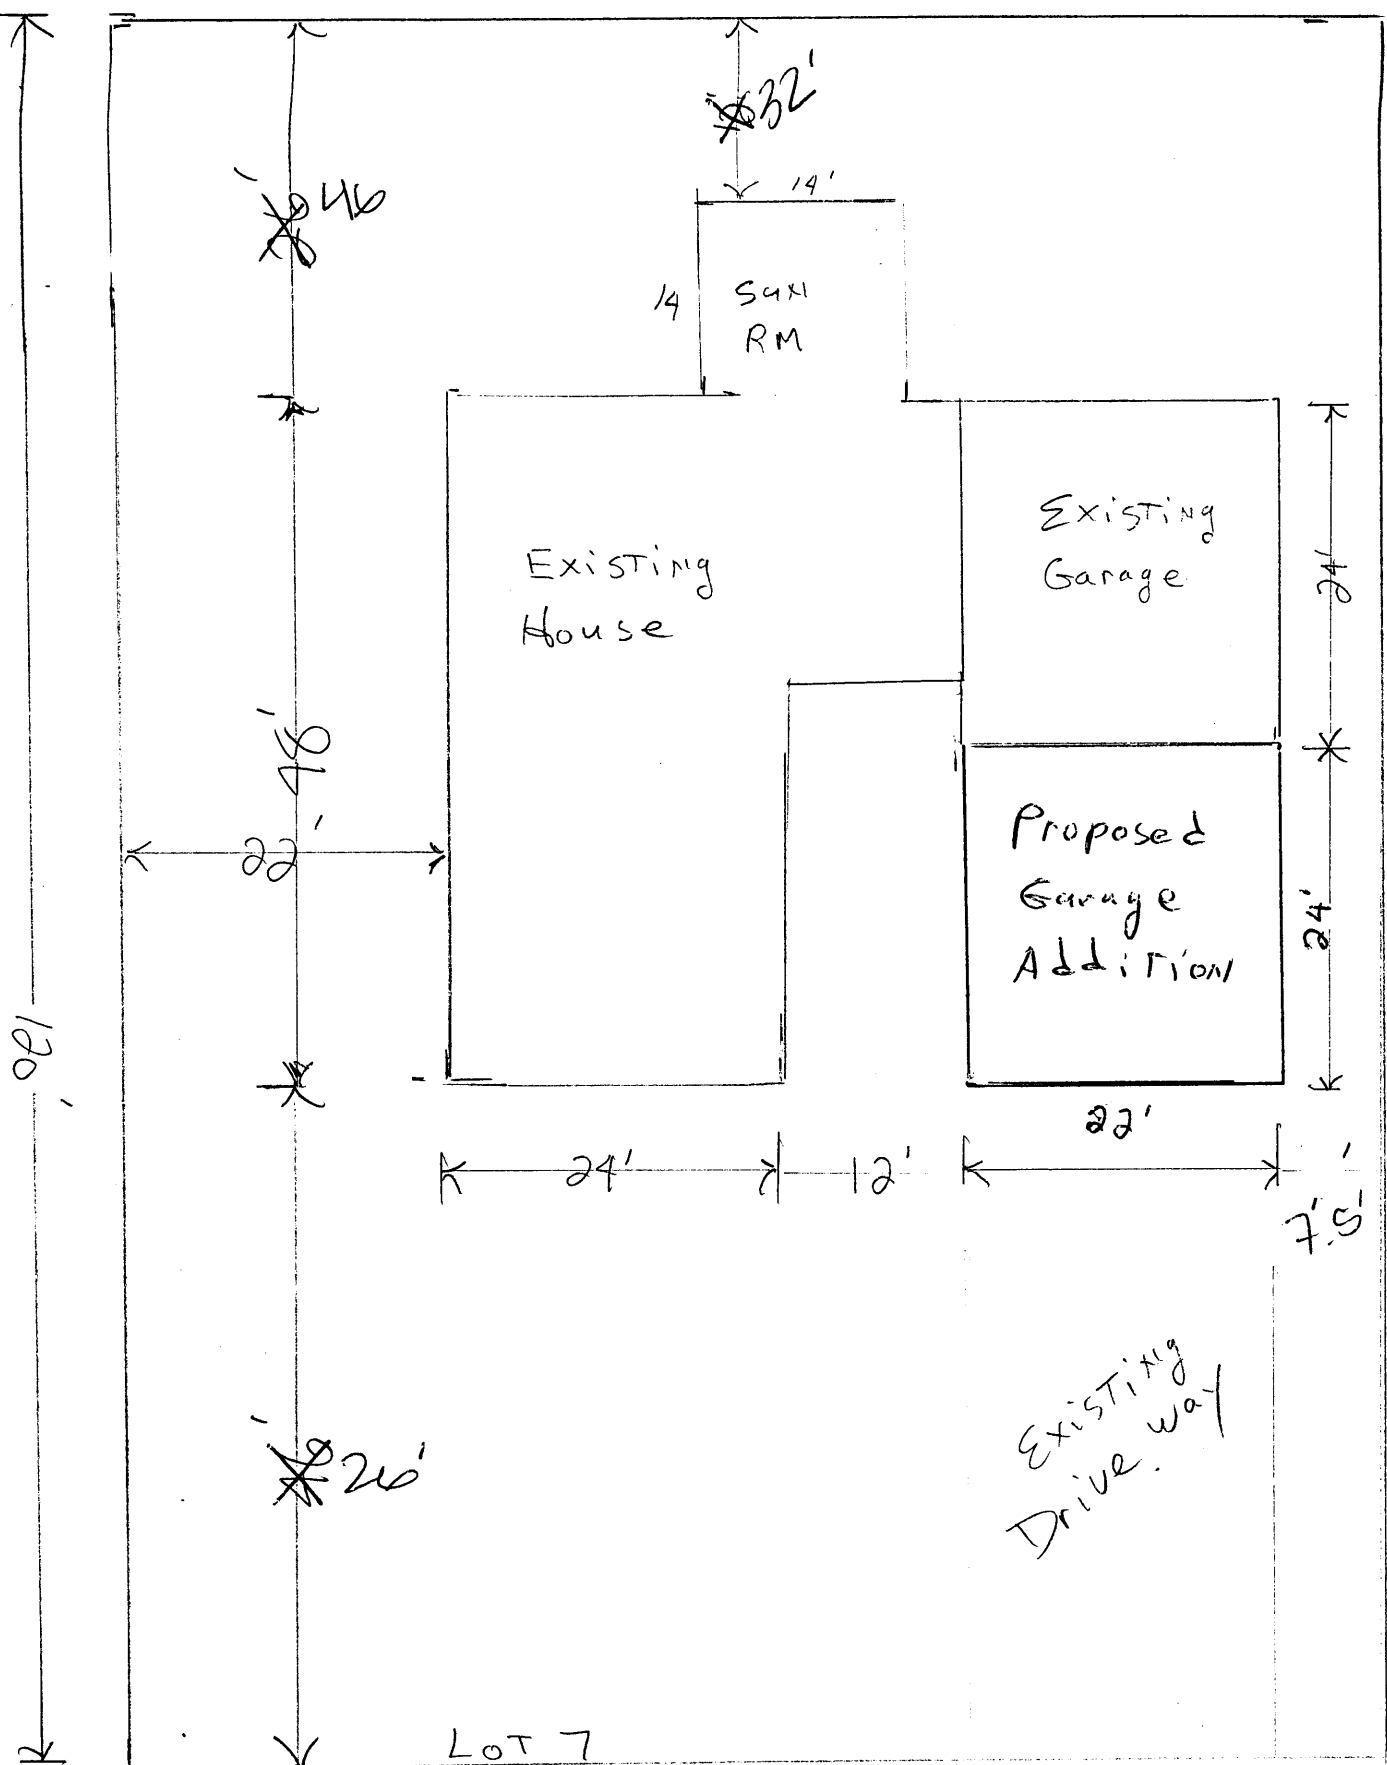 32'
46
14'
14
Sun
RM
Existing
Garage
24'
Existing
House
48'
22'
Proposed
Garage
Addition
24'
120'
22'
24'
12'
7.5'
Existing
Drive way
26'
LOT 7